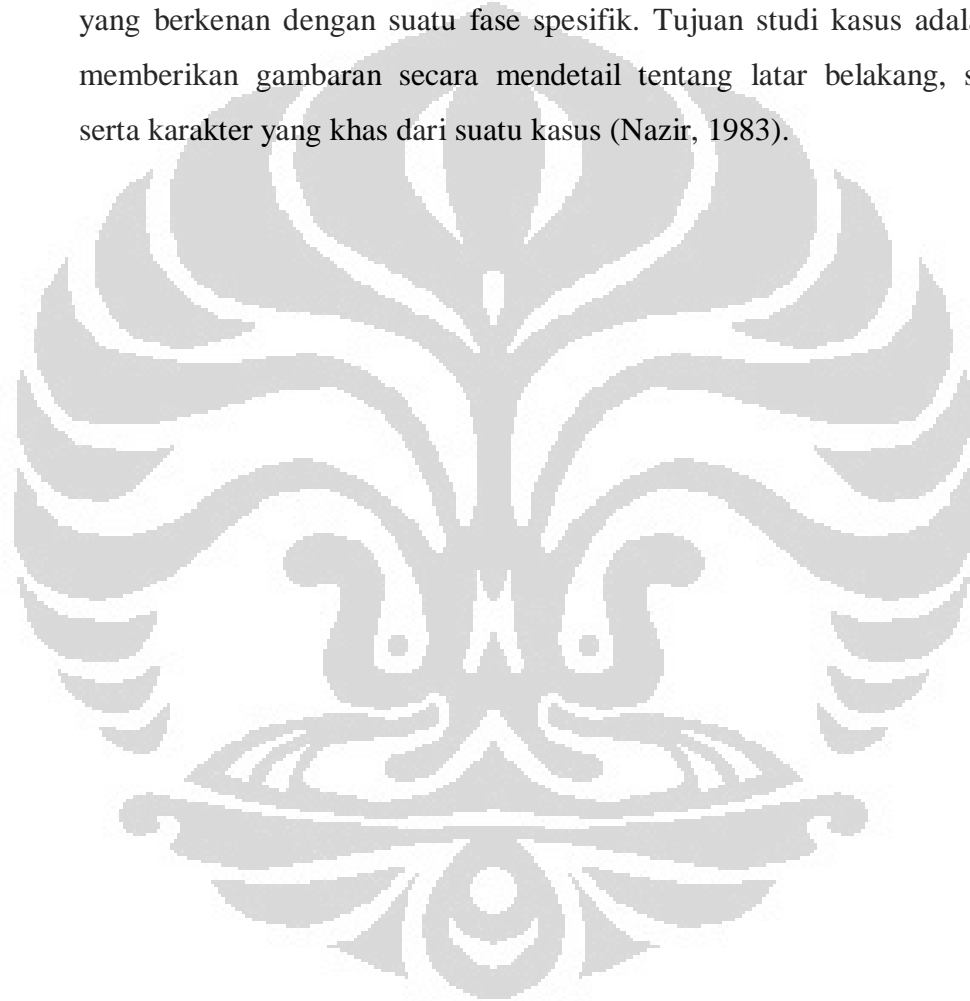 yang berkenan dengan suatu fase spesifik. Tujuan studi kasus adala
memberikan gambaran secara mendetail tentang latar belakang, s
serta karakter yang khas dari suatu kasus (Nazir, 1983).